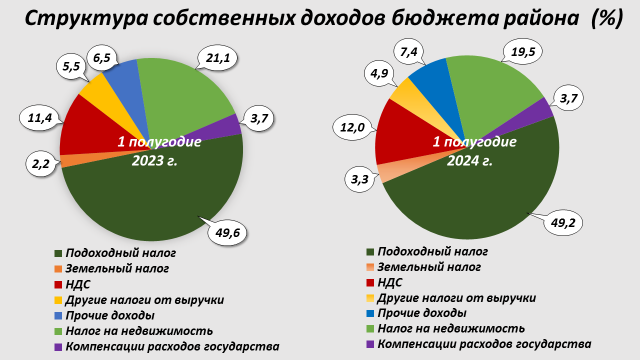 Структура собственных доходов бюджета района (%)
6,5
21,1
5,5
11,4
3,7
1 полугодие
2023 г.
2,2
49,6
Подоходный налог
Земельный налог
НДС
Другие налоги от выручки
Прочие доходы
Налог на недвижимость
Компенсации расходов государства
7,4
19,5
4,9
3,7
12,0
1 полугодие
2024 г.
3,3
49,2
Подоходный налог
Земельный налог
НДС
Другие налоги от выручки
Прочие доходы
Налог на недвижимость
Компенсации расходов государства